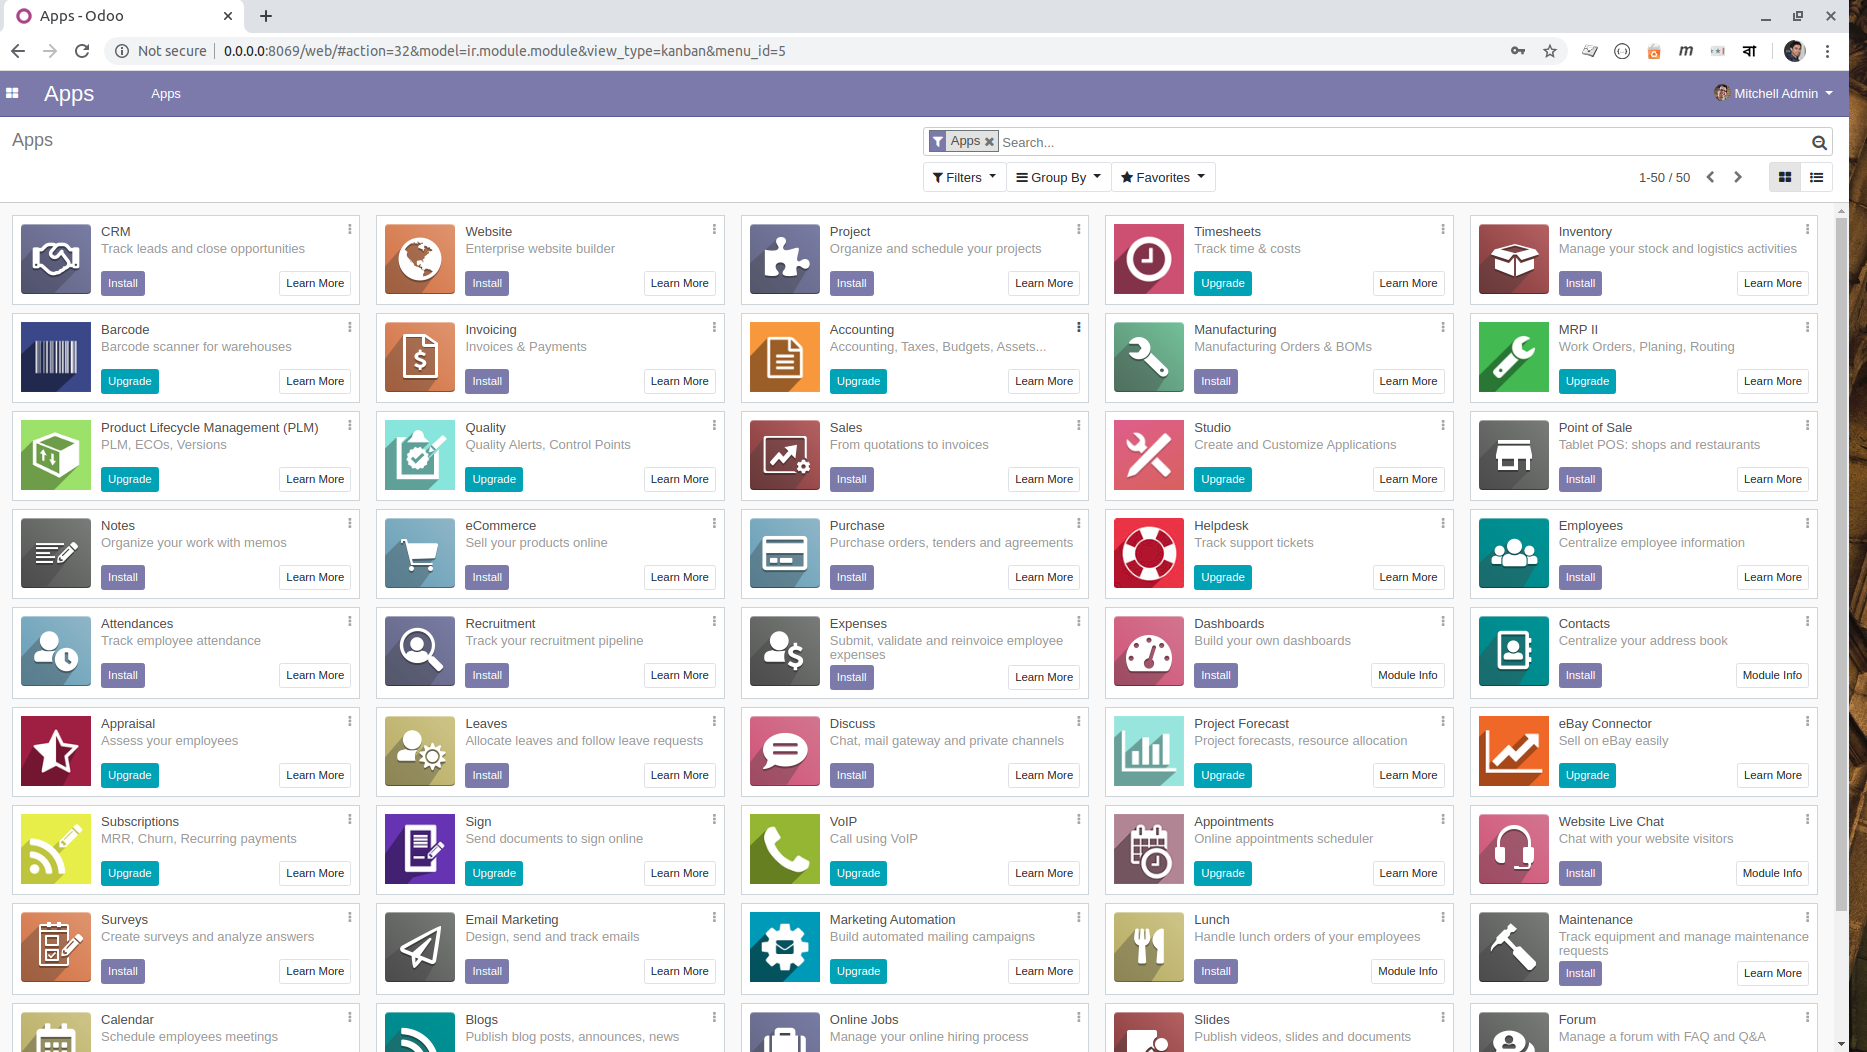 Apps - Odoo
Not secure
0.0.0.0:8069/web/#action=32&model=ir.module.module&view_type=kanban&menu_id=5
m
বা
Apps
Apps
Mitchell Admin
Apps
Apps
Search...
Filters
Group By
Favorites
1-50 / 50
CRM
Track leads and close opportunities
Install
Learn More
Website
Enterprise website builder
Install
Learn More
Project
Organize and schedule your projects
Install
Learn More
Timesheets
Track time & costs
Upgrade
Learn More
Inventory
Manage your stock and logistics activities
Install
Learn More
Barcode
Barcode scanner for warehouses
Upgrade
Learn More
Invoicing
Invoices & Payments
Install
Learn More
Accounting
Accounting, Taxes, Budgets, Assets...
Upgrade
Learn More
Manufacturing
Manufacturing Orders & BOMs
Install
Learn More
MRP II
Work Orders, Planing, Routing
Upgrade
Learn More
Product Lifecycle Management (PLM)
PLM, ECOs, Versions
Upgrade
Learn More
Quality
Quality Alerts, Control Points
Upgrade
Learn More
Sales
From quotations to invoices
Install
Learn More
Studio
Create and Customize Applications
Upgrade
Learn More
Point of Sale
Tablet POS: shops and restaurants
Install
Learn More
Notes
Organize your work with memos
Install
Learn More
eCommerce
Sell your products online
Install
Learn More
Purchase
Purchase orders, tenders and agreements
Install
Learn More
Helpdesk
Track support tickets
Upgrade
Learn More
Employees
Centralize employee information
Install
Learn More
Attendances
Track employee attendance
Install
Learn More
Recruitment
Track your recruitment pipeline
Install
Learn More
Expenses
Submit, validate and reinvoice employee
expenses
Install
Learn More
Dashboards
Build your own dashboards
Install
Module Info
Contacts
Centralize your address book
Install
Module Info
Appraisal
Assess your employees
Upgrade
Learn More
Leaves
Allocate leaves and follow leave requests
Install
Learn More
Discuss
Chat, mail gateway and private channels
Install
Learn More
Project Forecast
Project forecasts, resource allocation
Upgrade
Learn More
eBay Connector
Sell on eBay easily
Upgrade
Learn More
Subscriptions
MRR, Churn, Recurring payments
Upgrade
Learn More
Sign
Send documents to sign online
Upgrade
Learn More
VoIP
Call using VoIP
Upgrade
Learn More
Appointments
Online appointments scheduler
Upgrade
Learn More
Website Live Chat
Chat with your website visitors
Install
Module Info
Surveys
Create surveys and analyze answers
Install
Learn More
Email Marketing
Design, send and track emails
Install
Learn More
Marketing Automation
Build automated mailing campaigns
Upgrade
Learn More
Lunch
Handle lunch orders of your employees
Install
Module Info
Maintenance
Track equipment and manage maintenance
requests
Install
Learn More
Calendar
Schedule employees meetings
Blogs
Publish blog posts, announces, news
Online Jobs
Manage your online hiring process
Slides
Publish videos, slides and documents
Forum
Manage a forum with FAQ and Q&A